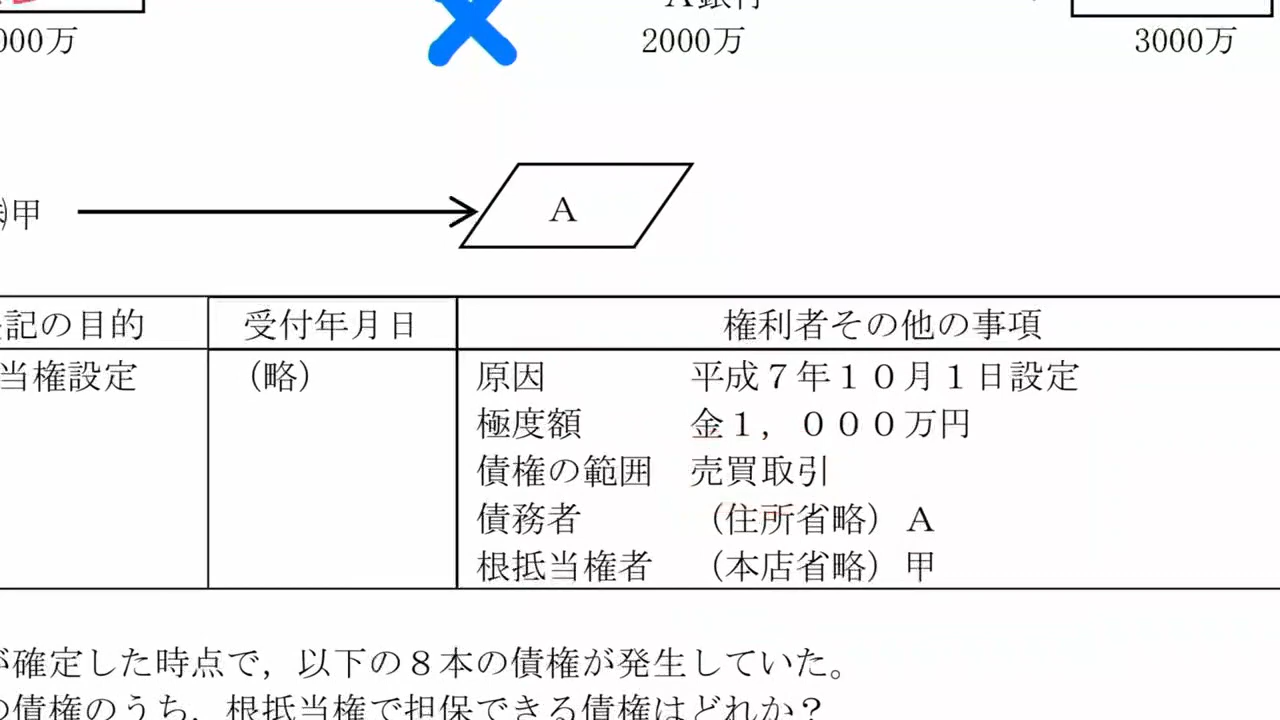 A銀行
000万
2000万
3000万
甲
A
記の目的
受付年月日
権利者その他の事項
当権設定
(略)
原因 平成７年１０月１日設定
極度額 金１，０００万円
債権の範囲 売買取引
債務者 (住所省略) A
根抵当権者 (本店省略) 甲
が確定した時点で，以下の８本の債権が発生していた。
の債権のうち，根抵当権で担保できる債権はどれか？